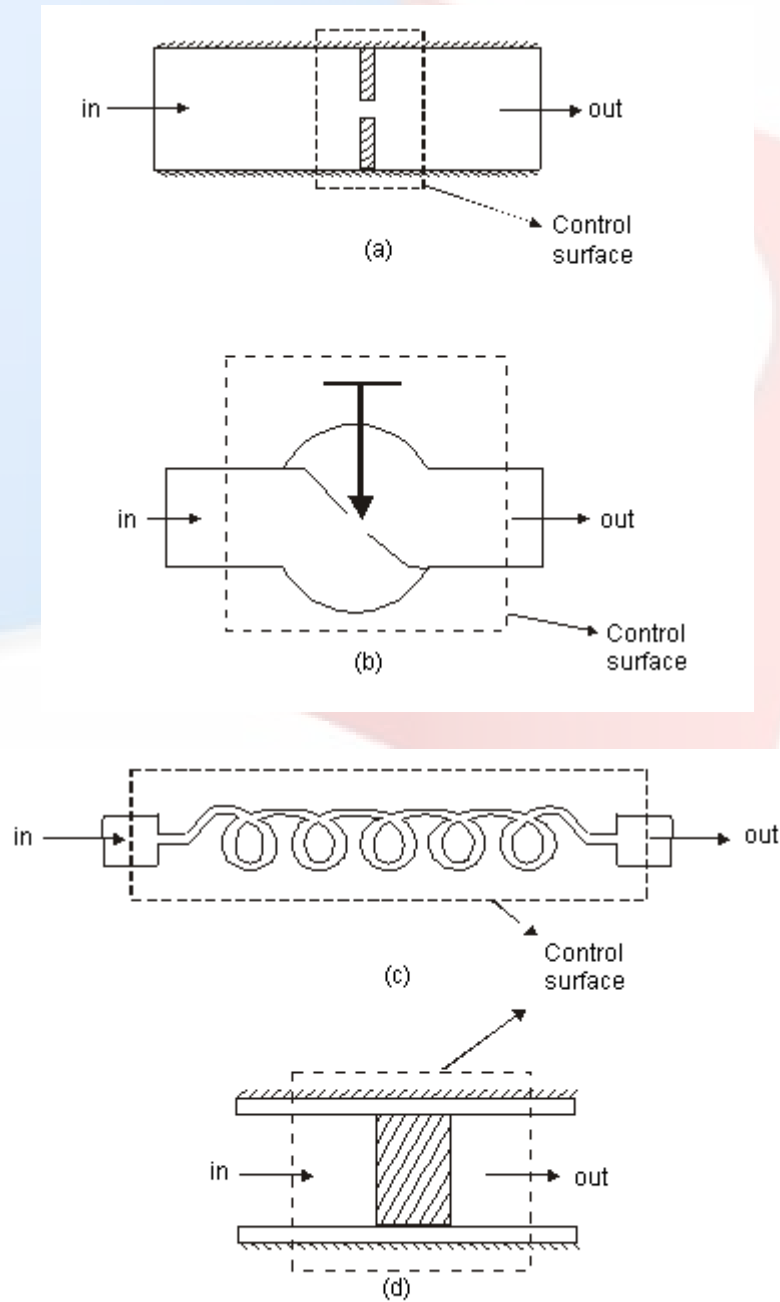 in
out
Control
surface
(a)
in
out
Control
surface
(b)
in
out
Control
surface
(c)
in
out
(d)